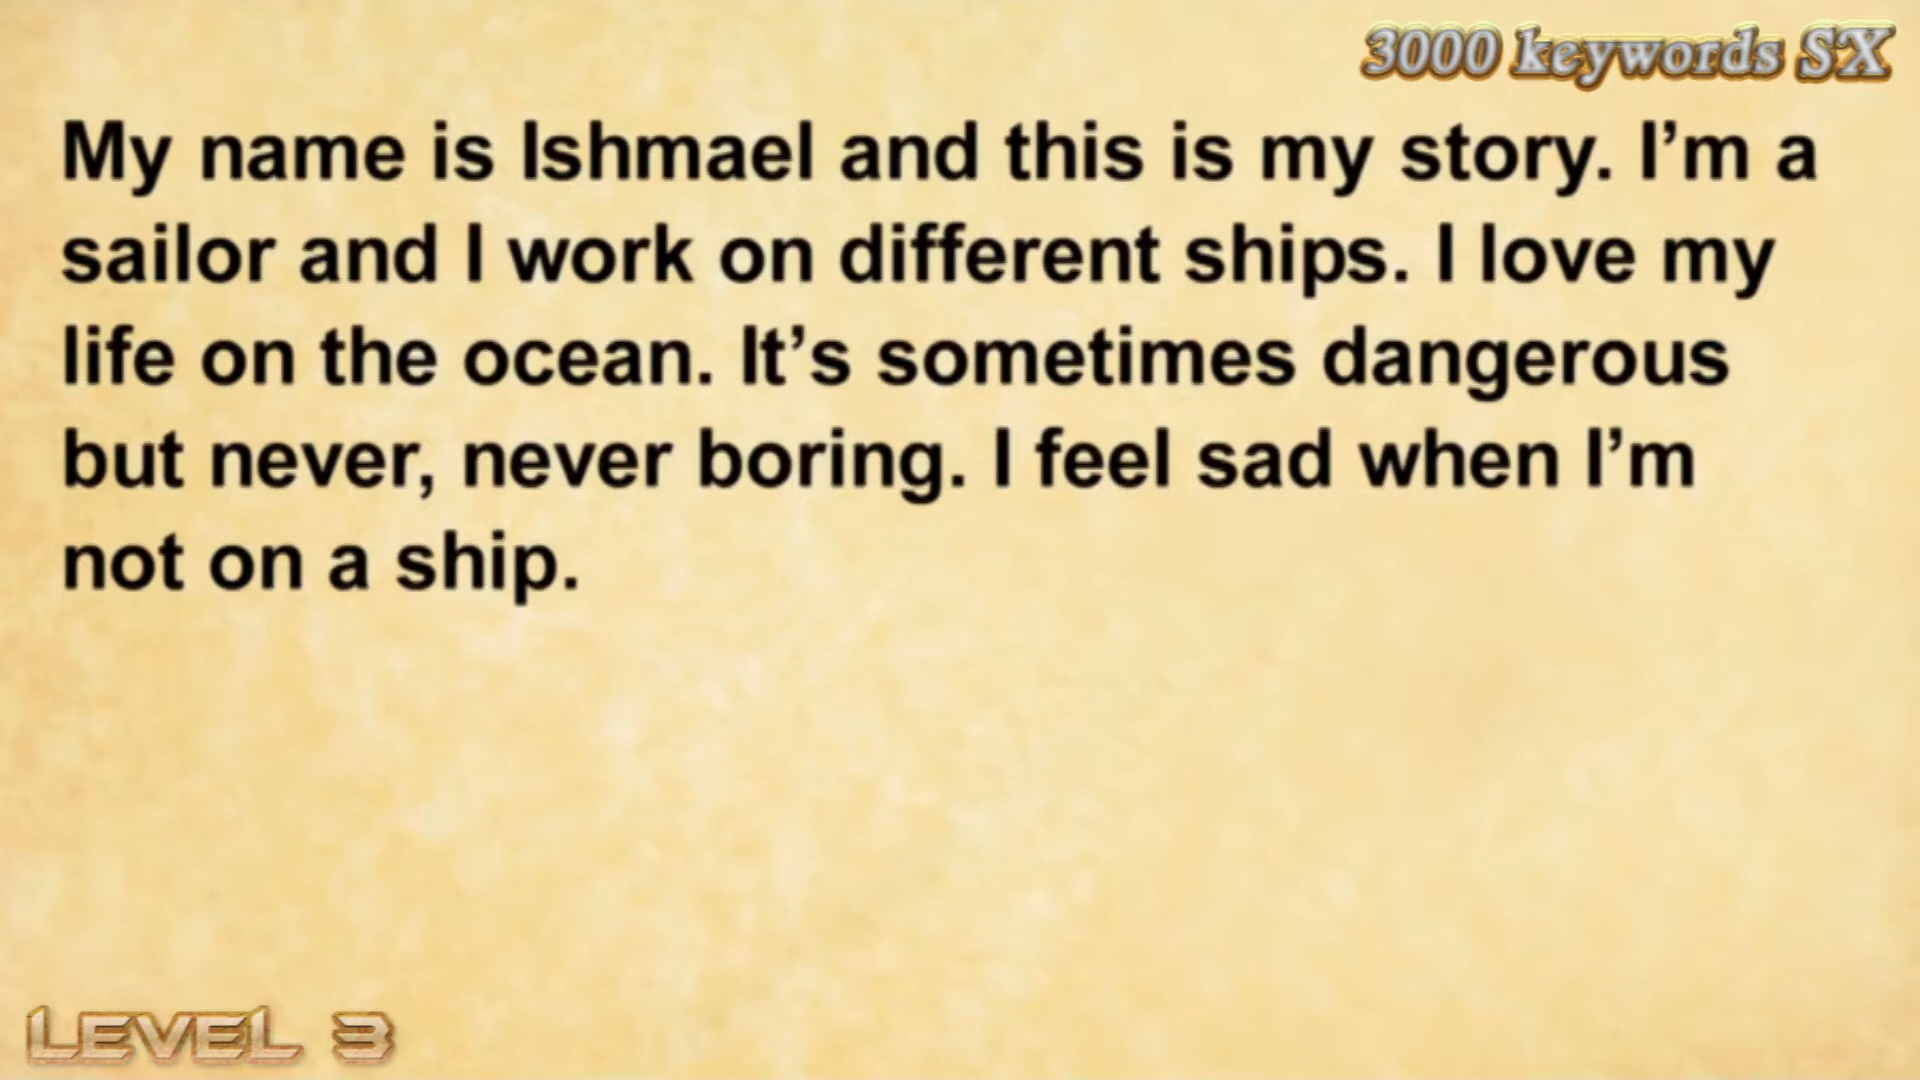 3000 keywords SX
My name is Ishmael and this is my story. I’m a
sailor and I work on different ships. I love my
life on the ocean. It’s sometimes dangerous
but never, never boring. I feel sad when I’m
not on a ship.
LEVEL 3